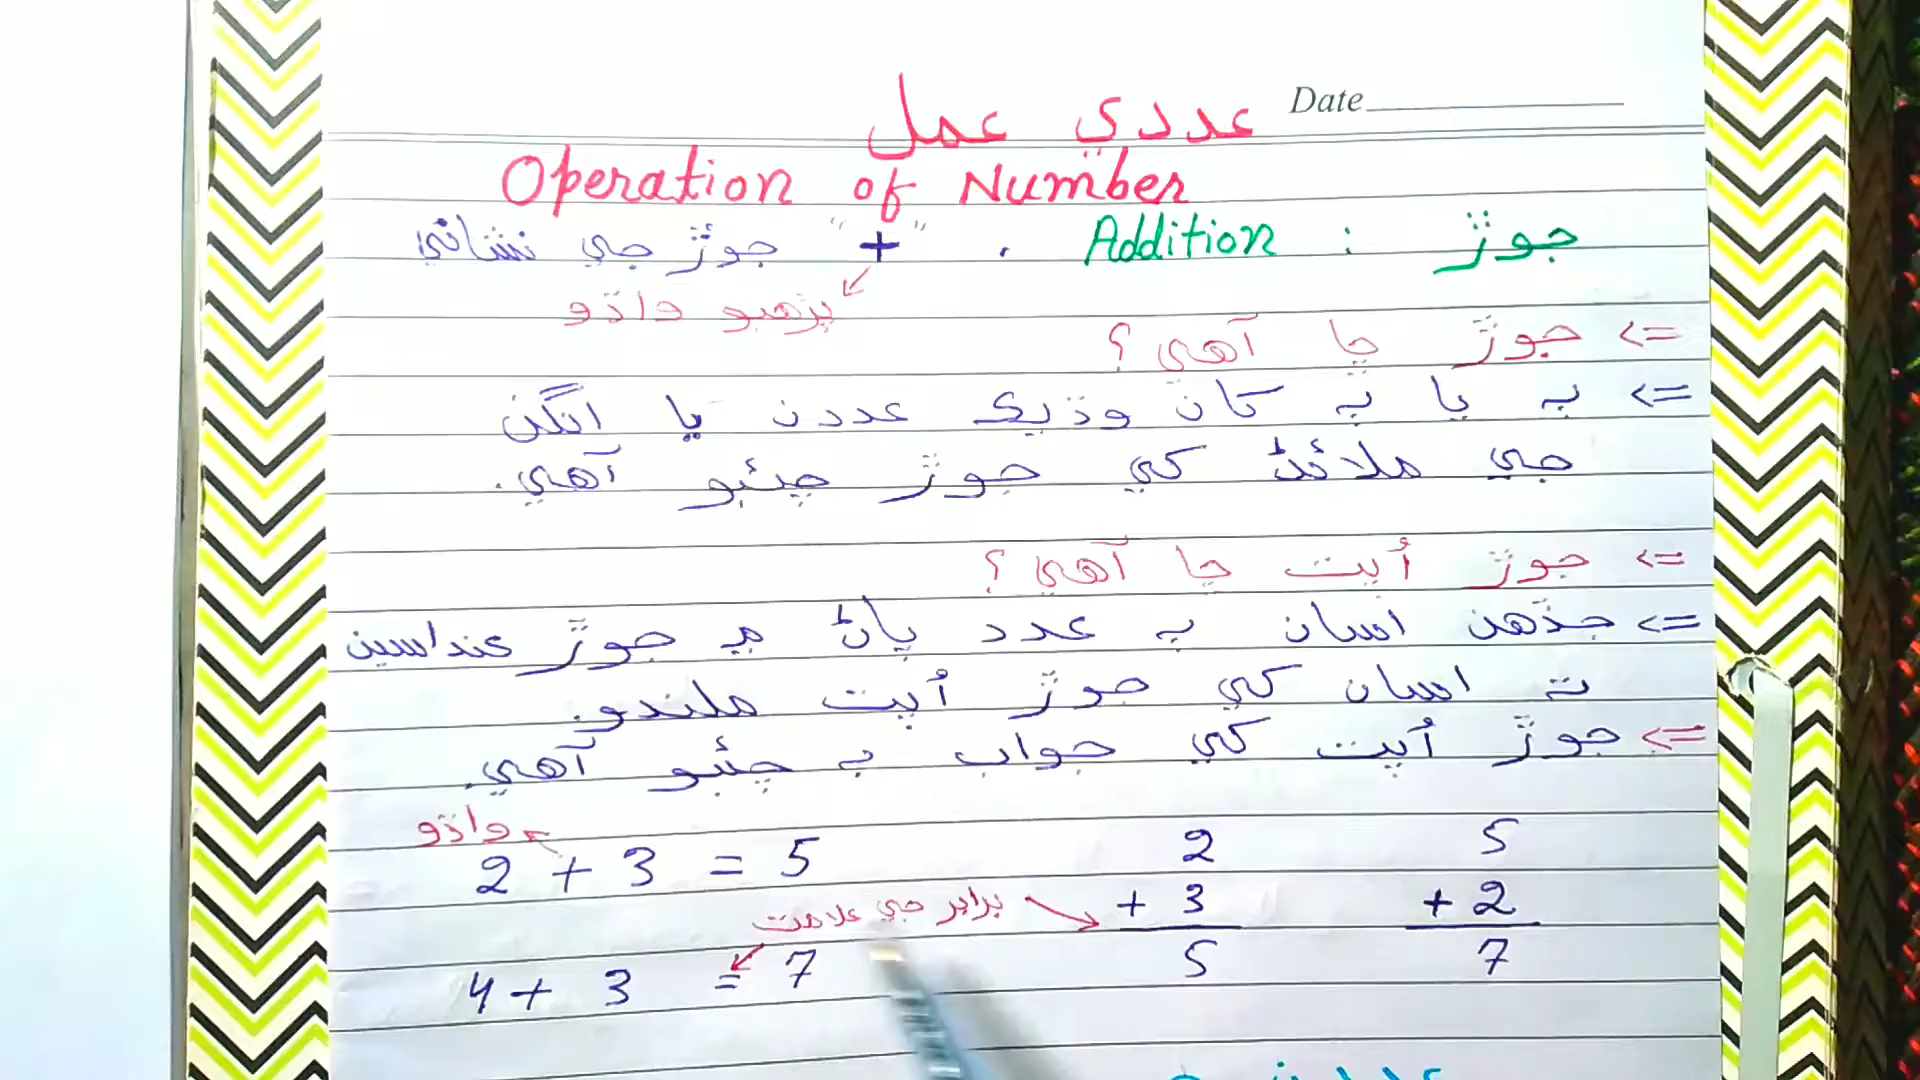 Date
عددي عمل
Operation of Number
جوڙ : Addition . "+" جوڙ جي نشاني
پڙهبو واڌو
=> جوڙ ڇا آهي؟
=> ٻه يا ٻه کان وڌيڪ عددن يا انگن
جي ملائڻ کي جوڙ چئبو آهي.
=> جوڙ اُپت ڇا آهي؟
=> جڏهن اسان ٻه عدد پاڻ ۾ جوڙ عنداسين
ته اسان کي جوڙ اُپت ملندو.
=> جوڙ اُپت کي جواب به چئبو آهي.
واڌو
2 + 3 = 5
برابر جي علامت
4 + 3 = 7
2
+ 3
5
5
+ 2
7